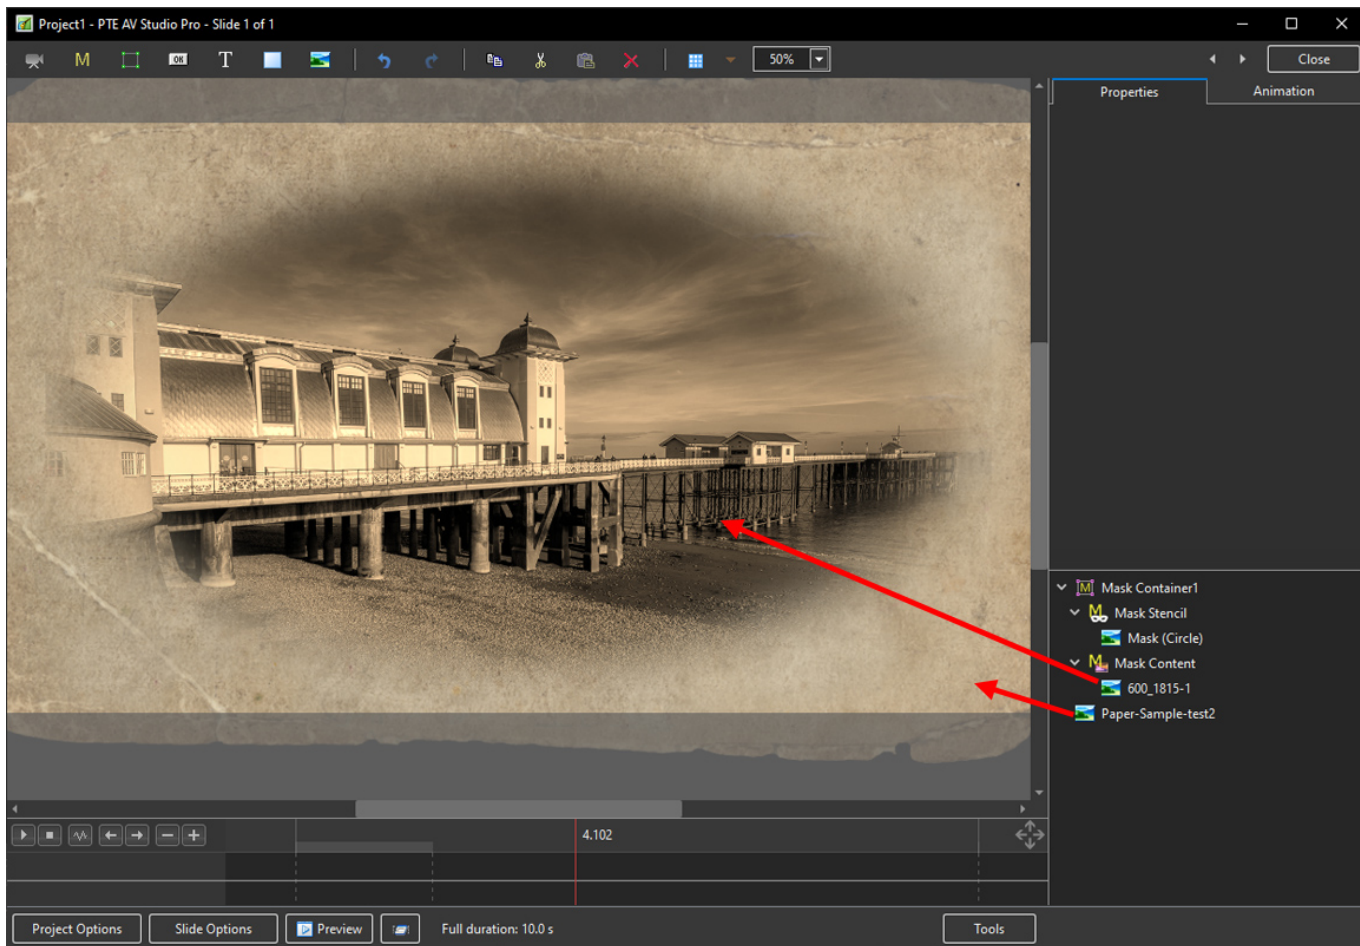 Project1 - PTE AV Studio Pro - Slide 1 of 1
M OK T 50% Close
Properties Animation
Mask Container1
Mask Stencil
Mask (Circle)
Mask Content
600_1815-1
Paper-Sample-test2
4.102
Project Options Slide Options Preview Full duration: 10.0 s Tools